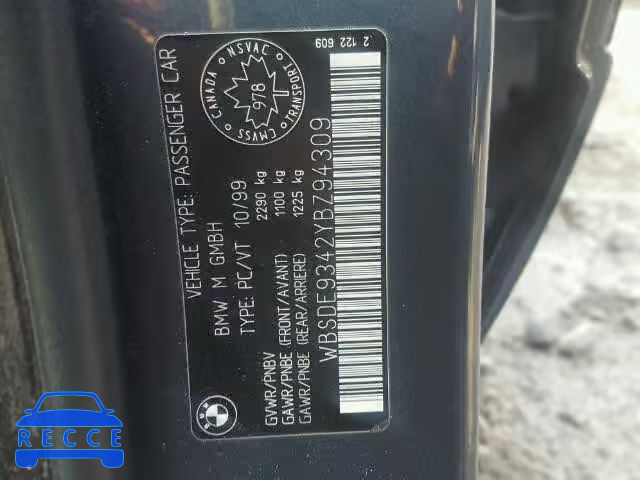 VEHICLE TYPE: PASSENGER CAR
BMW M GMBH
TYPE: PC/VT 10/99
GVWR/PNBV 2290 kg
GAWR/PNBE (FRONT/AVANT) 1100 kg
GAWR/PNBE (REAR/ARRIERE) 1225 kg
WBSDE9342YBZ94309
CANADA NSVAC
978
CMVSS TRANSPORT
2 122 609
BMW
RECCE